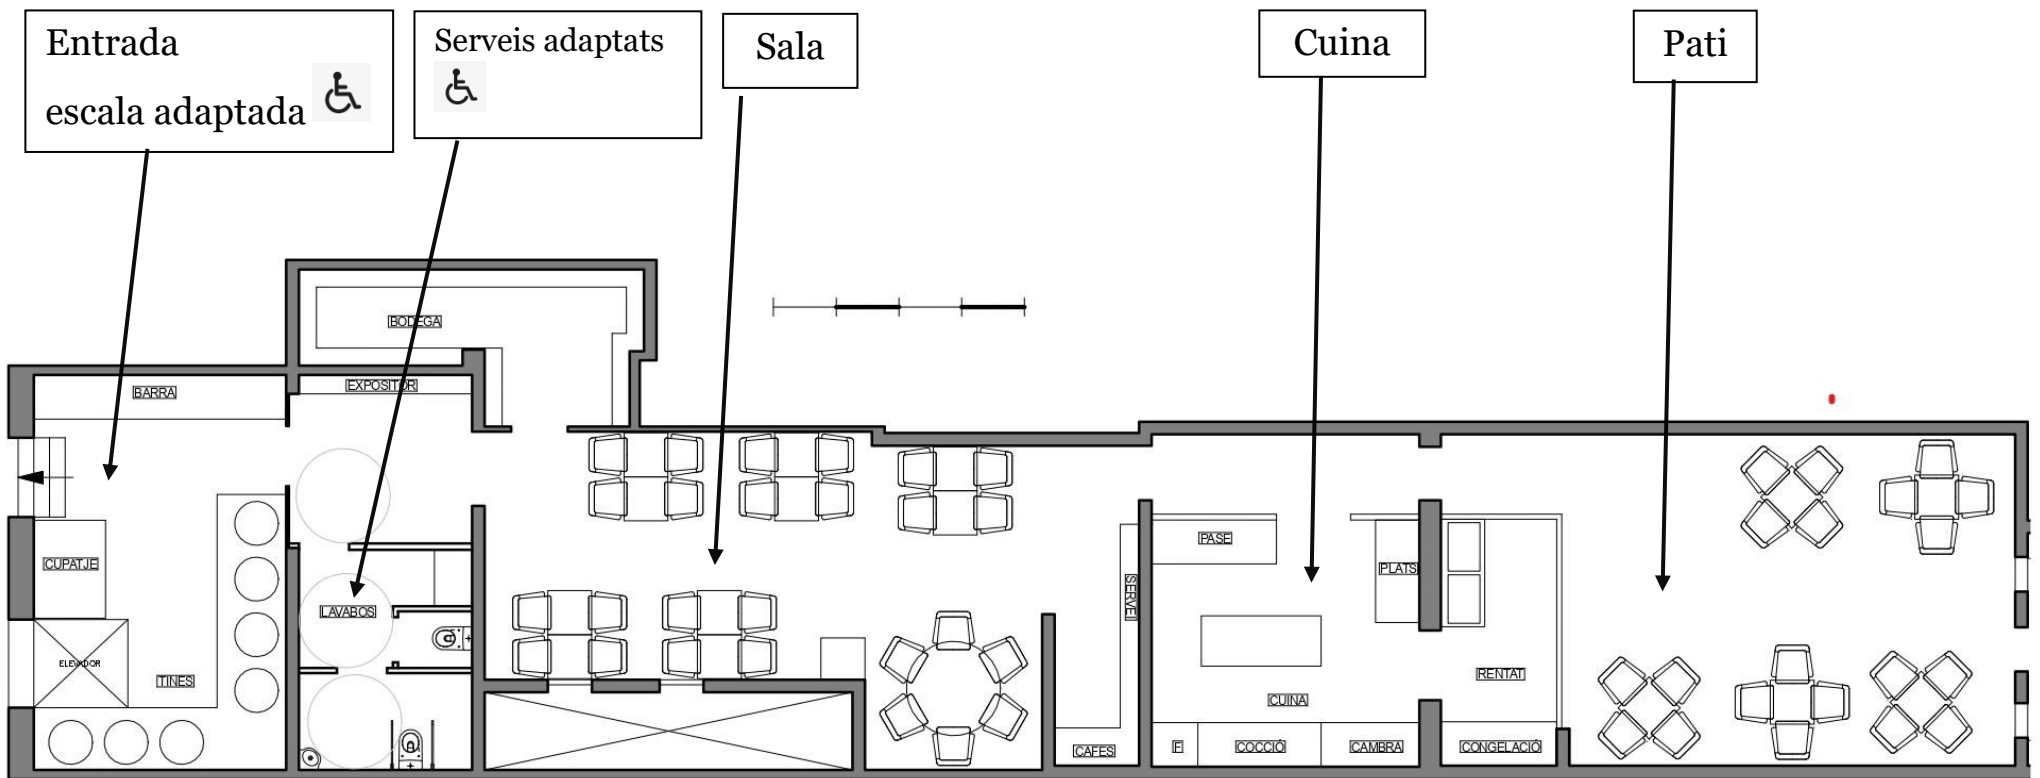 Entrada
escala adaptada
Serveis adaptats
Sala
Cuina
Pati
BODEGA
BARRA
EXPOSITOR
CUPATJE
ELEVADOR
TINES
LAVABOS
SERVEI
CAFES
PASE
PLATS
CUINA
F
COCCIÓ
CAMBRA
RENTAT
CONGELACIÓ